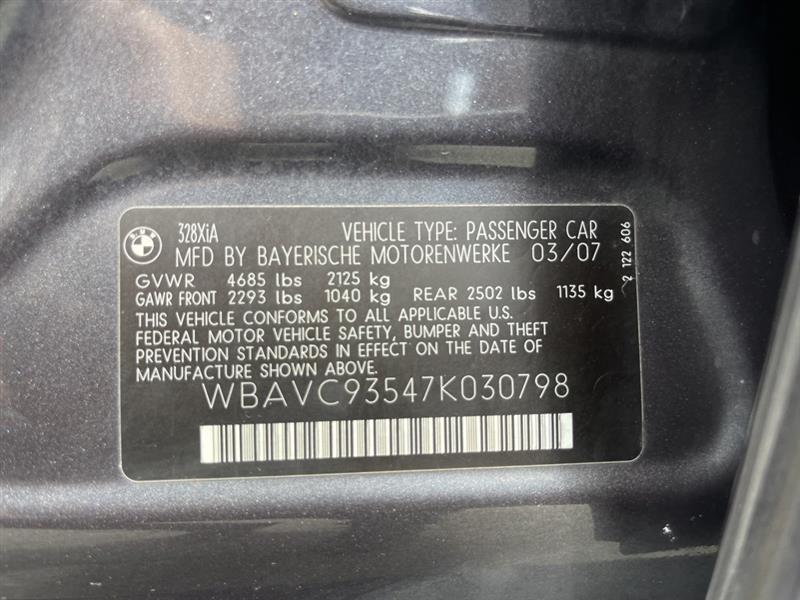 328XiA VEHICLE TYPE: PASSENGER CAR
MFD BY BAYERISCHE MOTORENWERKE 03/07
GVWR 4685 lbs 2125 kg
GAWR FRONT 2293 lbs 1040 kg REAR 2502 lbs 1135 kg
THIS VEHICLE CONFORMS TO ALL APPLICABLE U.S.
FEDERAL MOTOR VEHICLE SAFETY, BUMPER AND THEFT
PREVENTION STANDARDS IN EFFECT ON THE DATE OF
MANUFACTURE SHOWN ABOVE.
WBAVC93547K030798
2 122 606
BMW